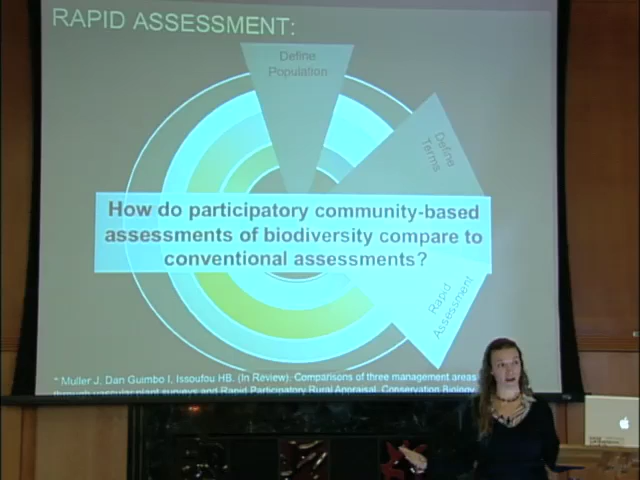 RAPID ASSESSMENT:
Define
Population
Define
Terms
How do participatory community-based
assessments of biodiversity compare to
conventional assessments?
Rapid
Assessment
* Muller J, Dan Guimbo I, Issoufou HB. (In Review). Comparisons of three management areas
through vascular plant surveys and Rapid Participatory Rural Appraisal. Conservation Biology